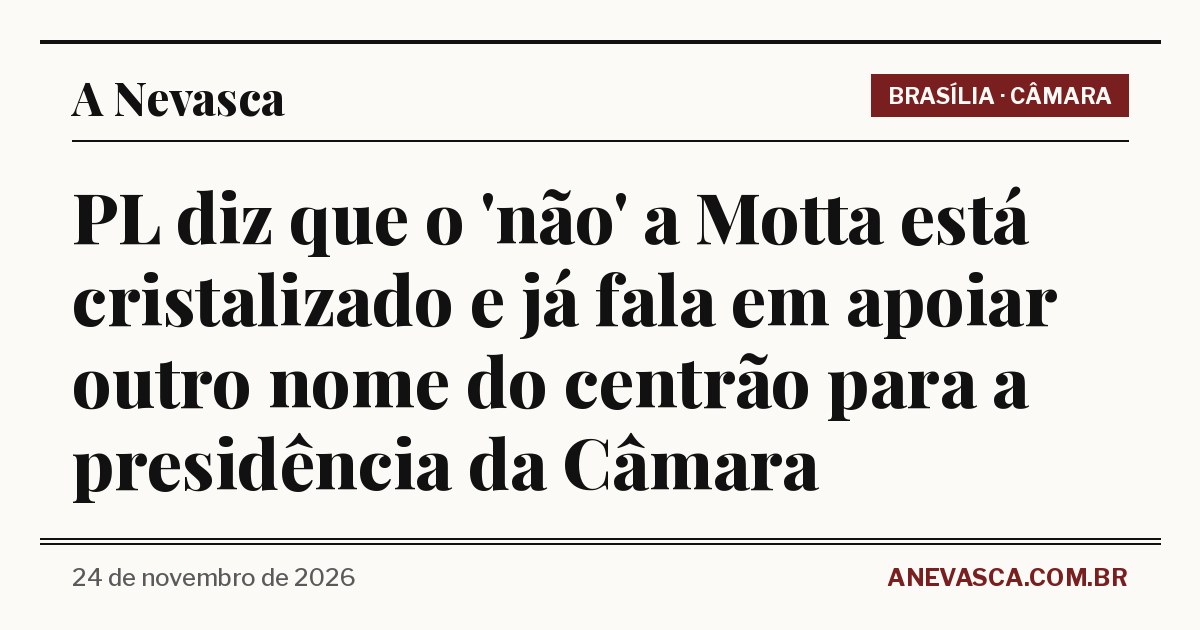 A Nevasca
BRASÍLIA · CÂMARA
PL diz que o 'não' a Motta está
cristalizado e já fala em apoiar
outro nome do centrão para a
presidência da Câmara
24 de novembro de 2026
ANEVASCA.COM.BR